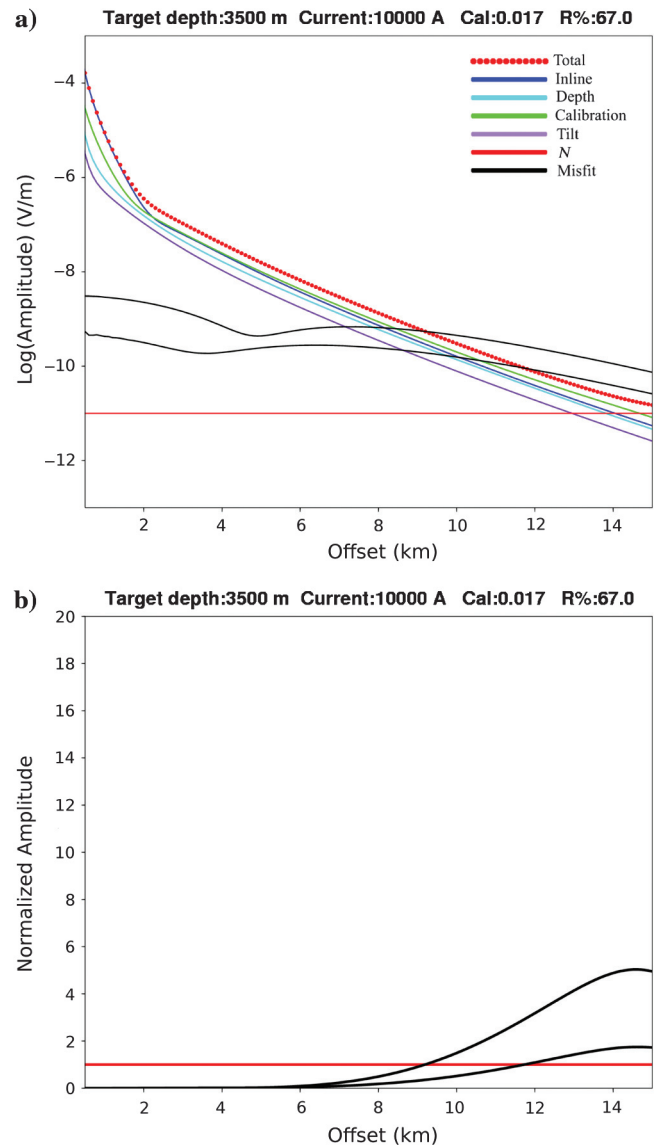 a)
Target depth:3500 m Current:10000 A Cal:0.017 R%:67.0
Log(Amplitude) (V/m)
−4
−6
−8
−10
−12
Total
Inline
Depth
Calibration
Tilt
N
Misfit
2 4 6 8 10 12 14
Offset (km)
b)
Target depth:3500 m Current:10000 A Cal:0.017 R%:67.0
Normalized Amplitude
20
18
16
14
12
10
8
6
4
2
0
2 4 6 8 10 12 14
Offset (km)